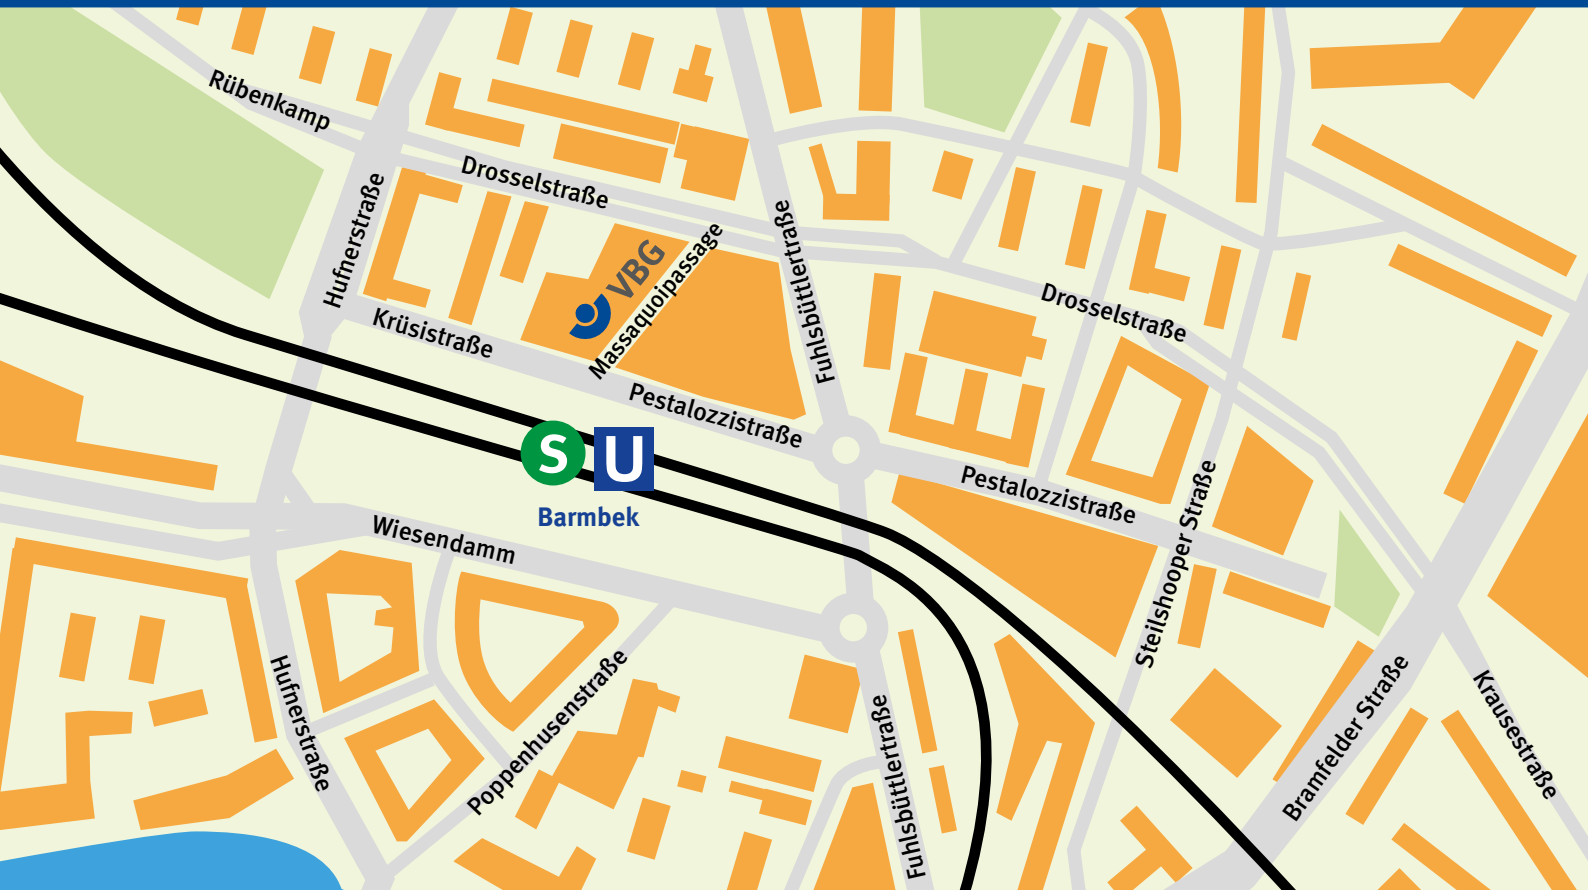 Rübenkamp
Drosselstraße
Hufnerstraße
VBG
Massaquoipassage
Fuhlsbüttlertraße
Krüsistraße
Drosselstraße
Pestalozzistraße
S U
Barmbek
Pestalozzistraße
Wiesendamm
Steilshooper Straße
Hufnerstraße
Poppenhusenstraße
Fuhlsbüttlertraße
Bramfelder Straße
Krausestraße